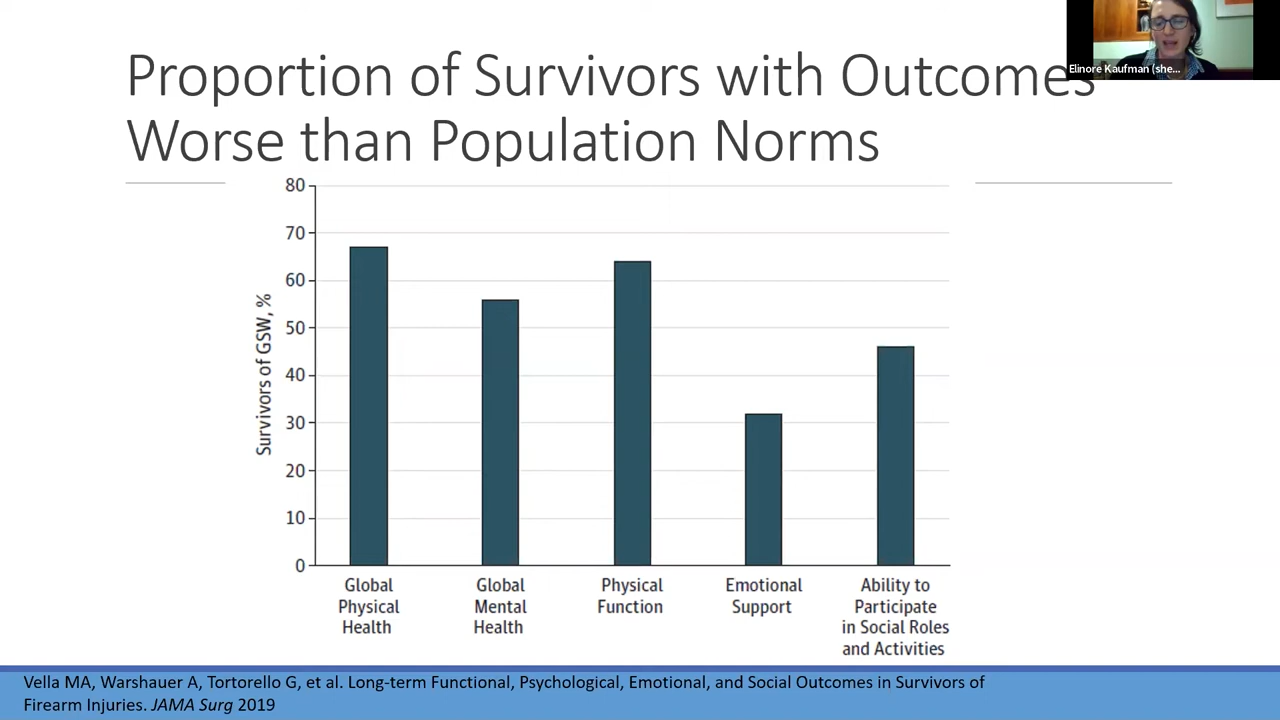 Proportion of Survivors with Outcomes
Worse than Population Norms
Elinore Kaufman (she...
80
70
60
50
40
30
20
10
0
Survivors of GSW, %
Global
Physical
Health
Global
Mental
Health
Physical
Function
Emotional
Support
Ability to
Participate
in Social Roles
and Activities
Vella MA, Warshauer A, Tortorello G, et al. Long-term Functional, Psychological, Emotional, and Social Outcomes in Survivors of
Firearm Injuries. JAMA Surg 2019